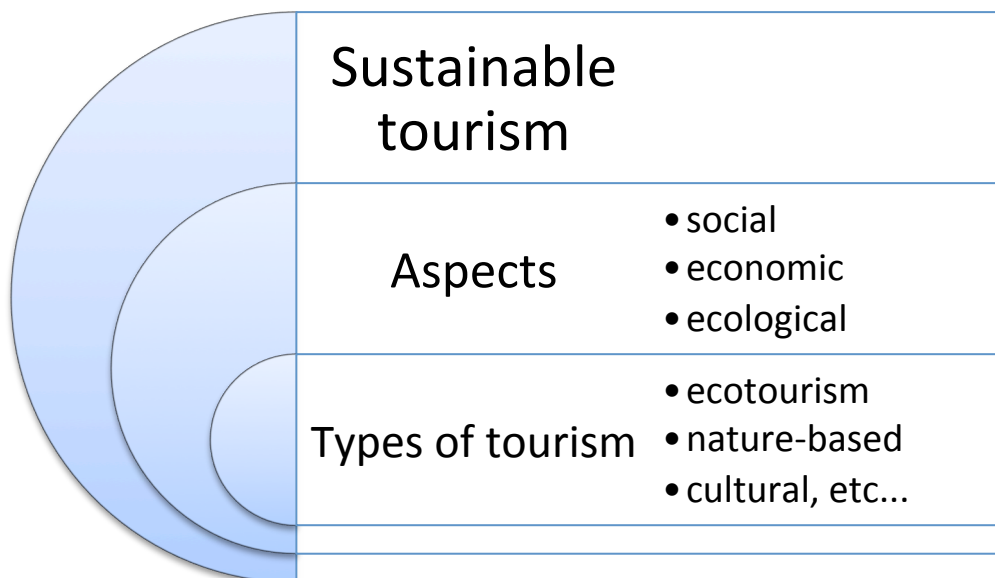 Sustainable
tourism
Aspects
•social
•economic
•ecological
Types of tourism
•ecotourism
•nature-based
•cultural, etc...